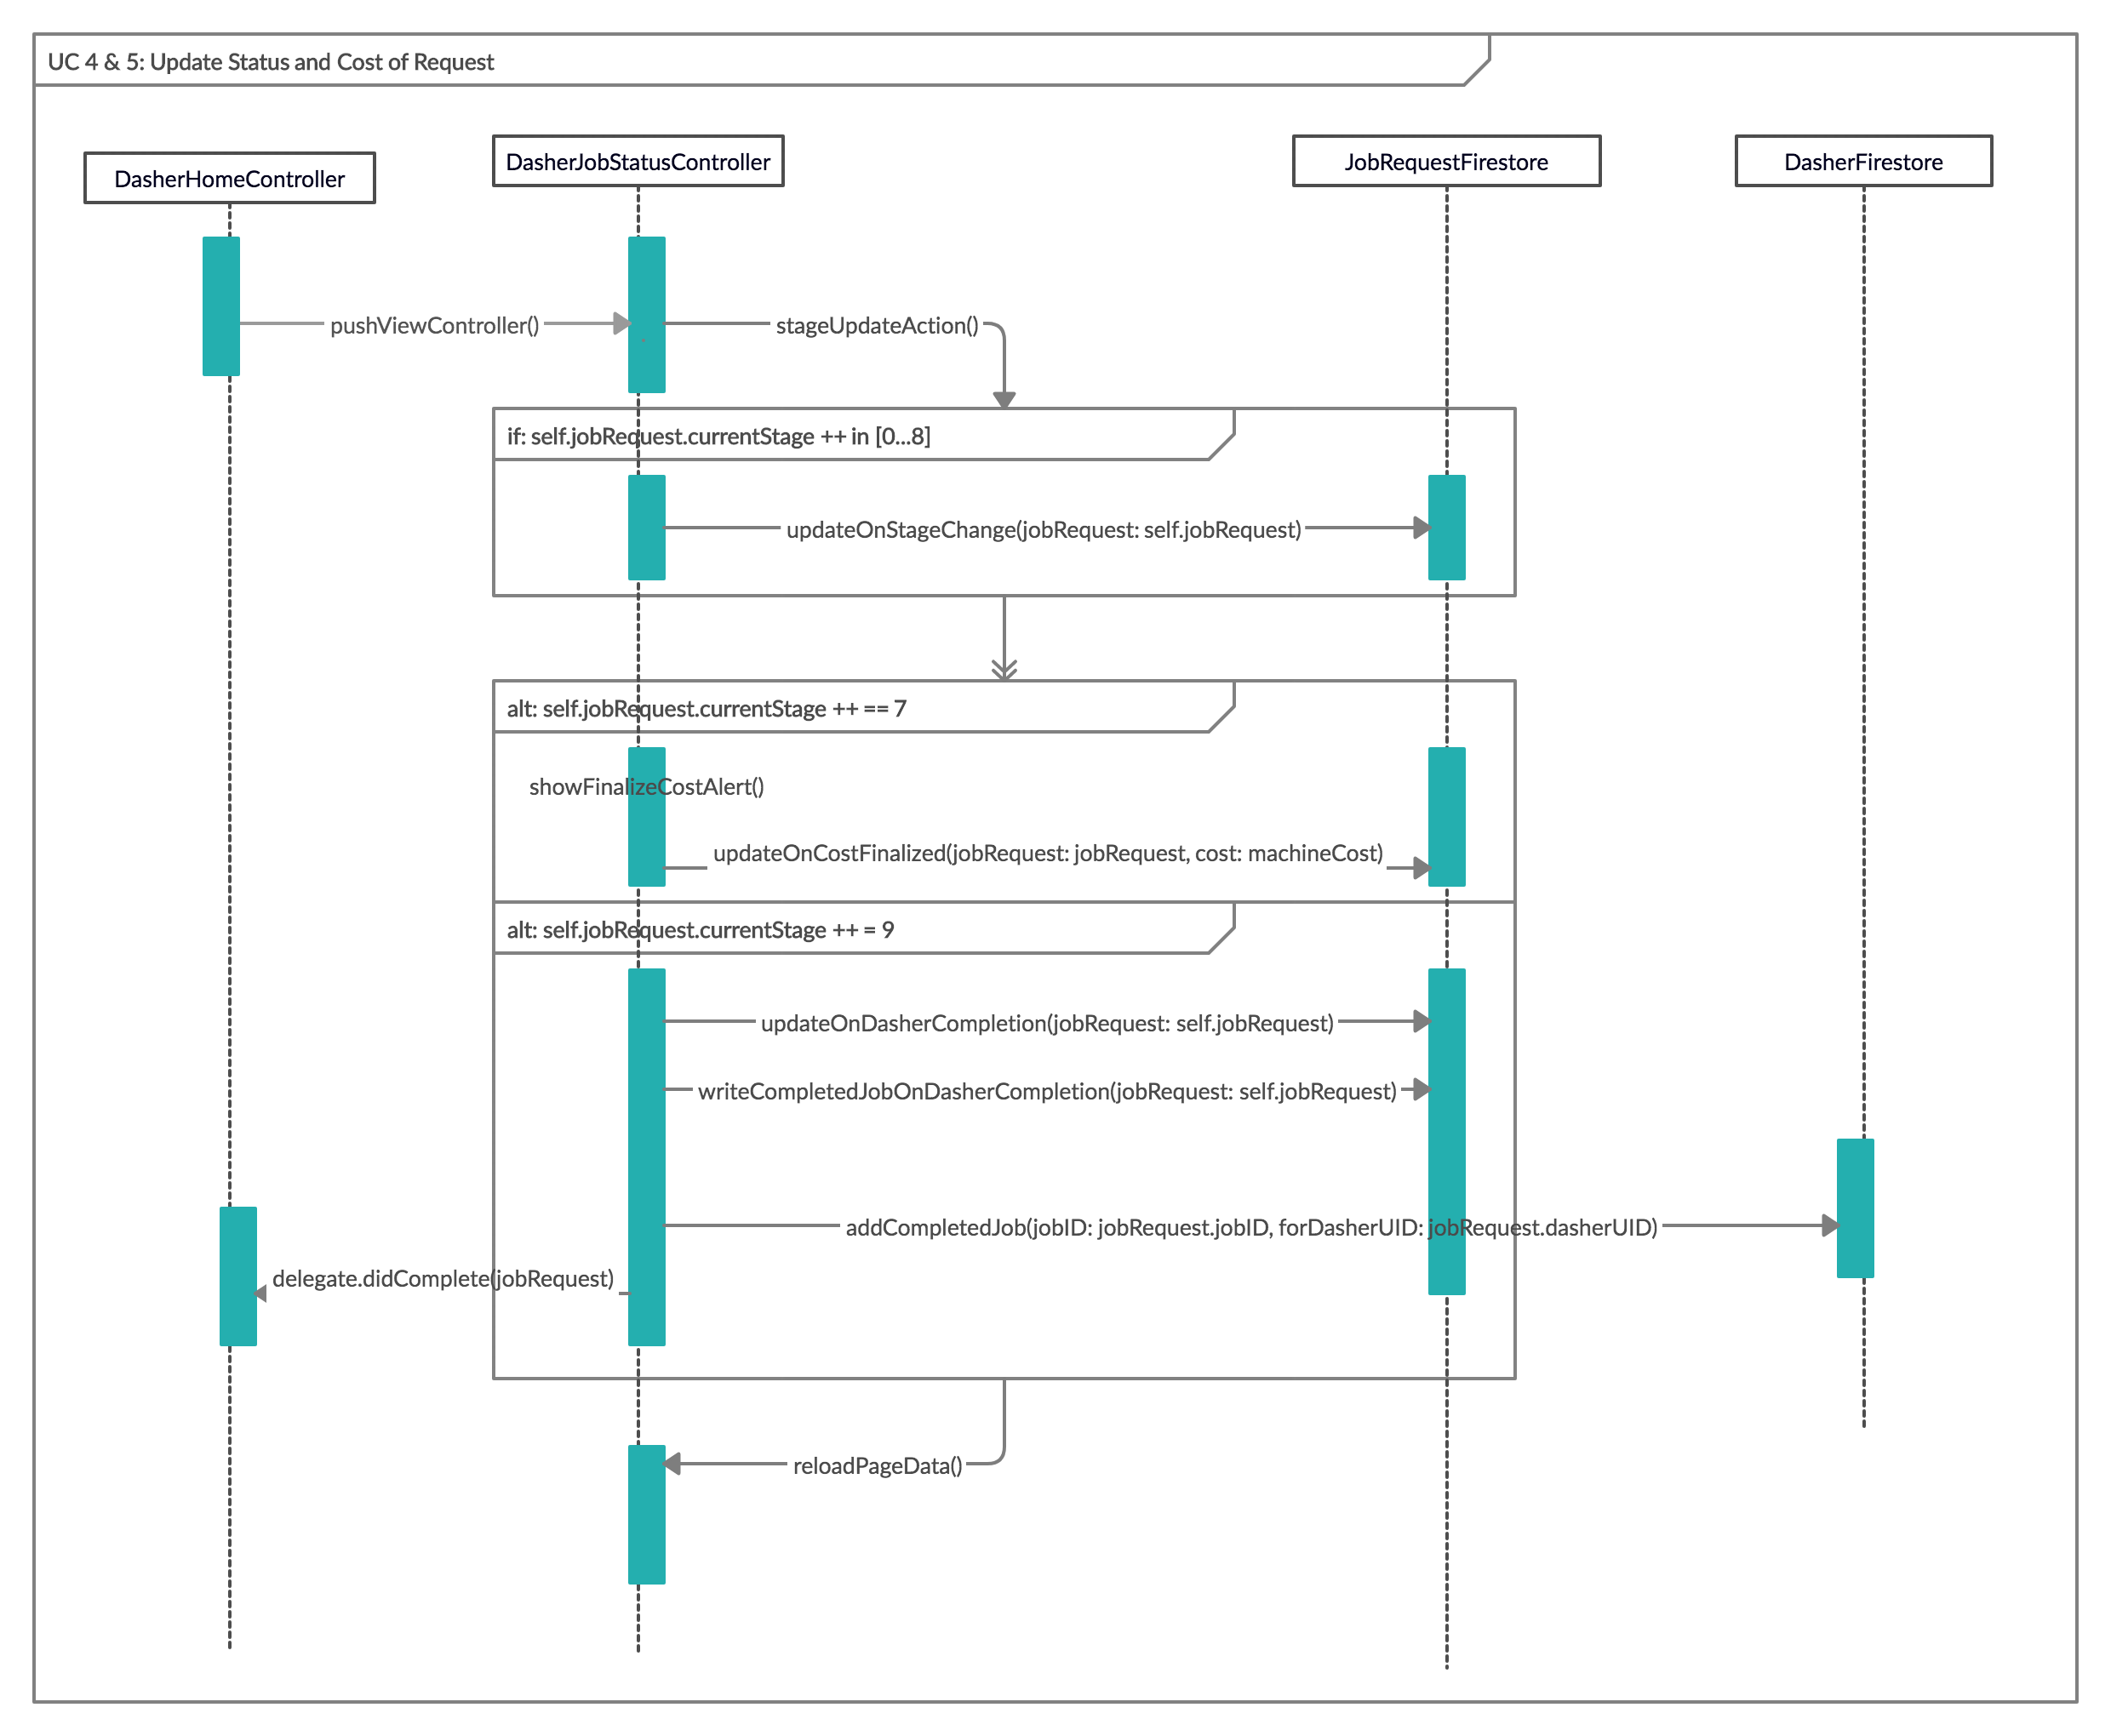 UC 4 & 5: Update Status and Cost of Request
DasherHomeController
DasherJobStatusController
JobRequestFirestore
DasherFirestore
pushViewController()
stageUpdateAction()
if: self.jobRequest.currentStage ++ in [0...8]
updateOnStageChange(jobRequest: self.jobRequest)
alt: self.jobRequest.currentStage ++ == 7
showFinalizeCostAlert()
updateOnCostFinalized(jobRequest: jobRequest, cost: machineCost)
alt: self.jobRequest.currentStage ++ = 9
updateOnDasherCompletion(jobRequest: self.jobRequest)
writeCompletedJobOnDasherCompletion(jobRequest: self.jobRequest)
addCompletedJob(jobID: jobRequest.jobID, forDasherUID: jobRequest.dasherUID)
delegate.didComplete(jobRequest)
reloadPageData()